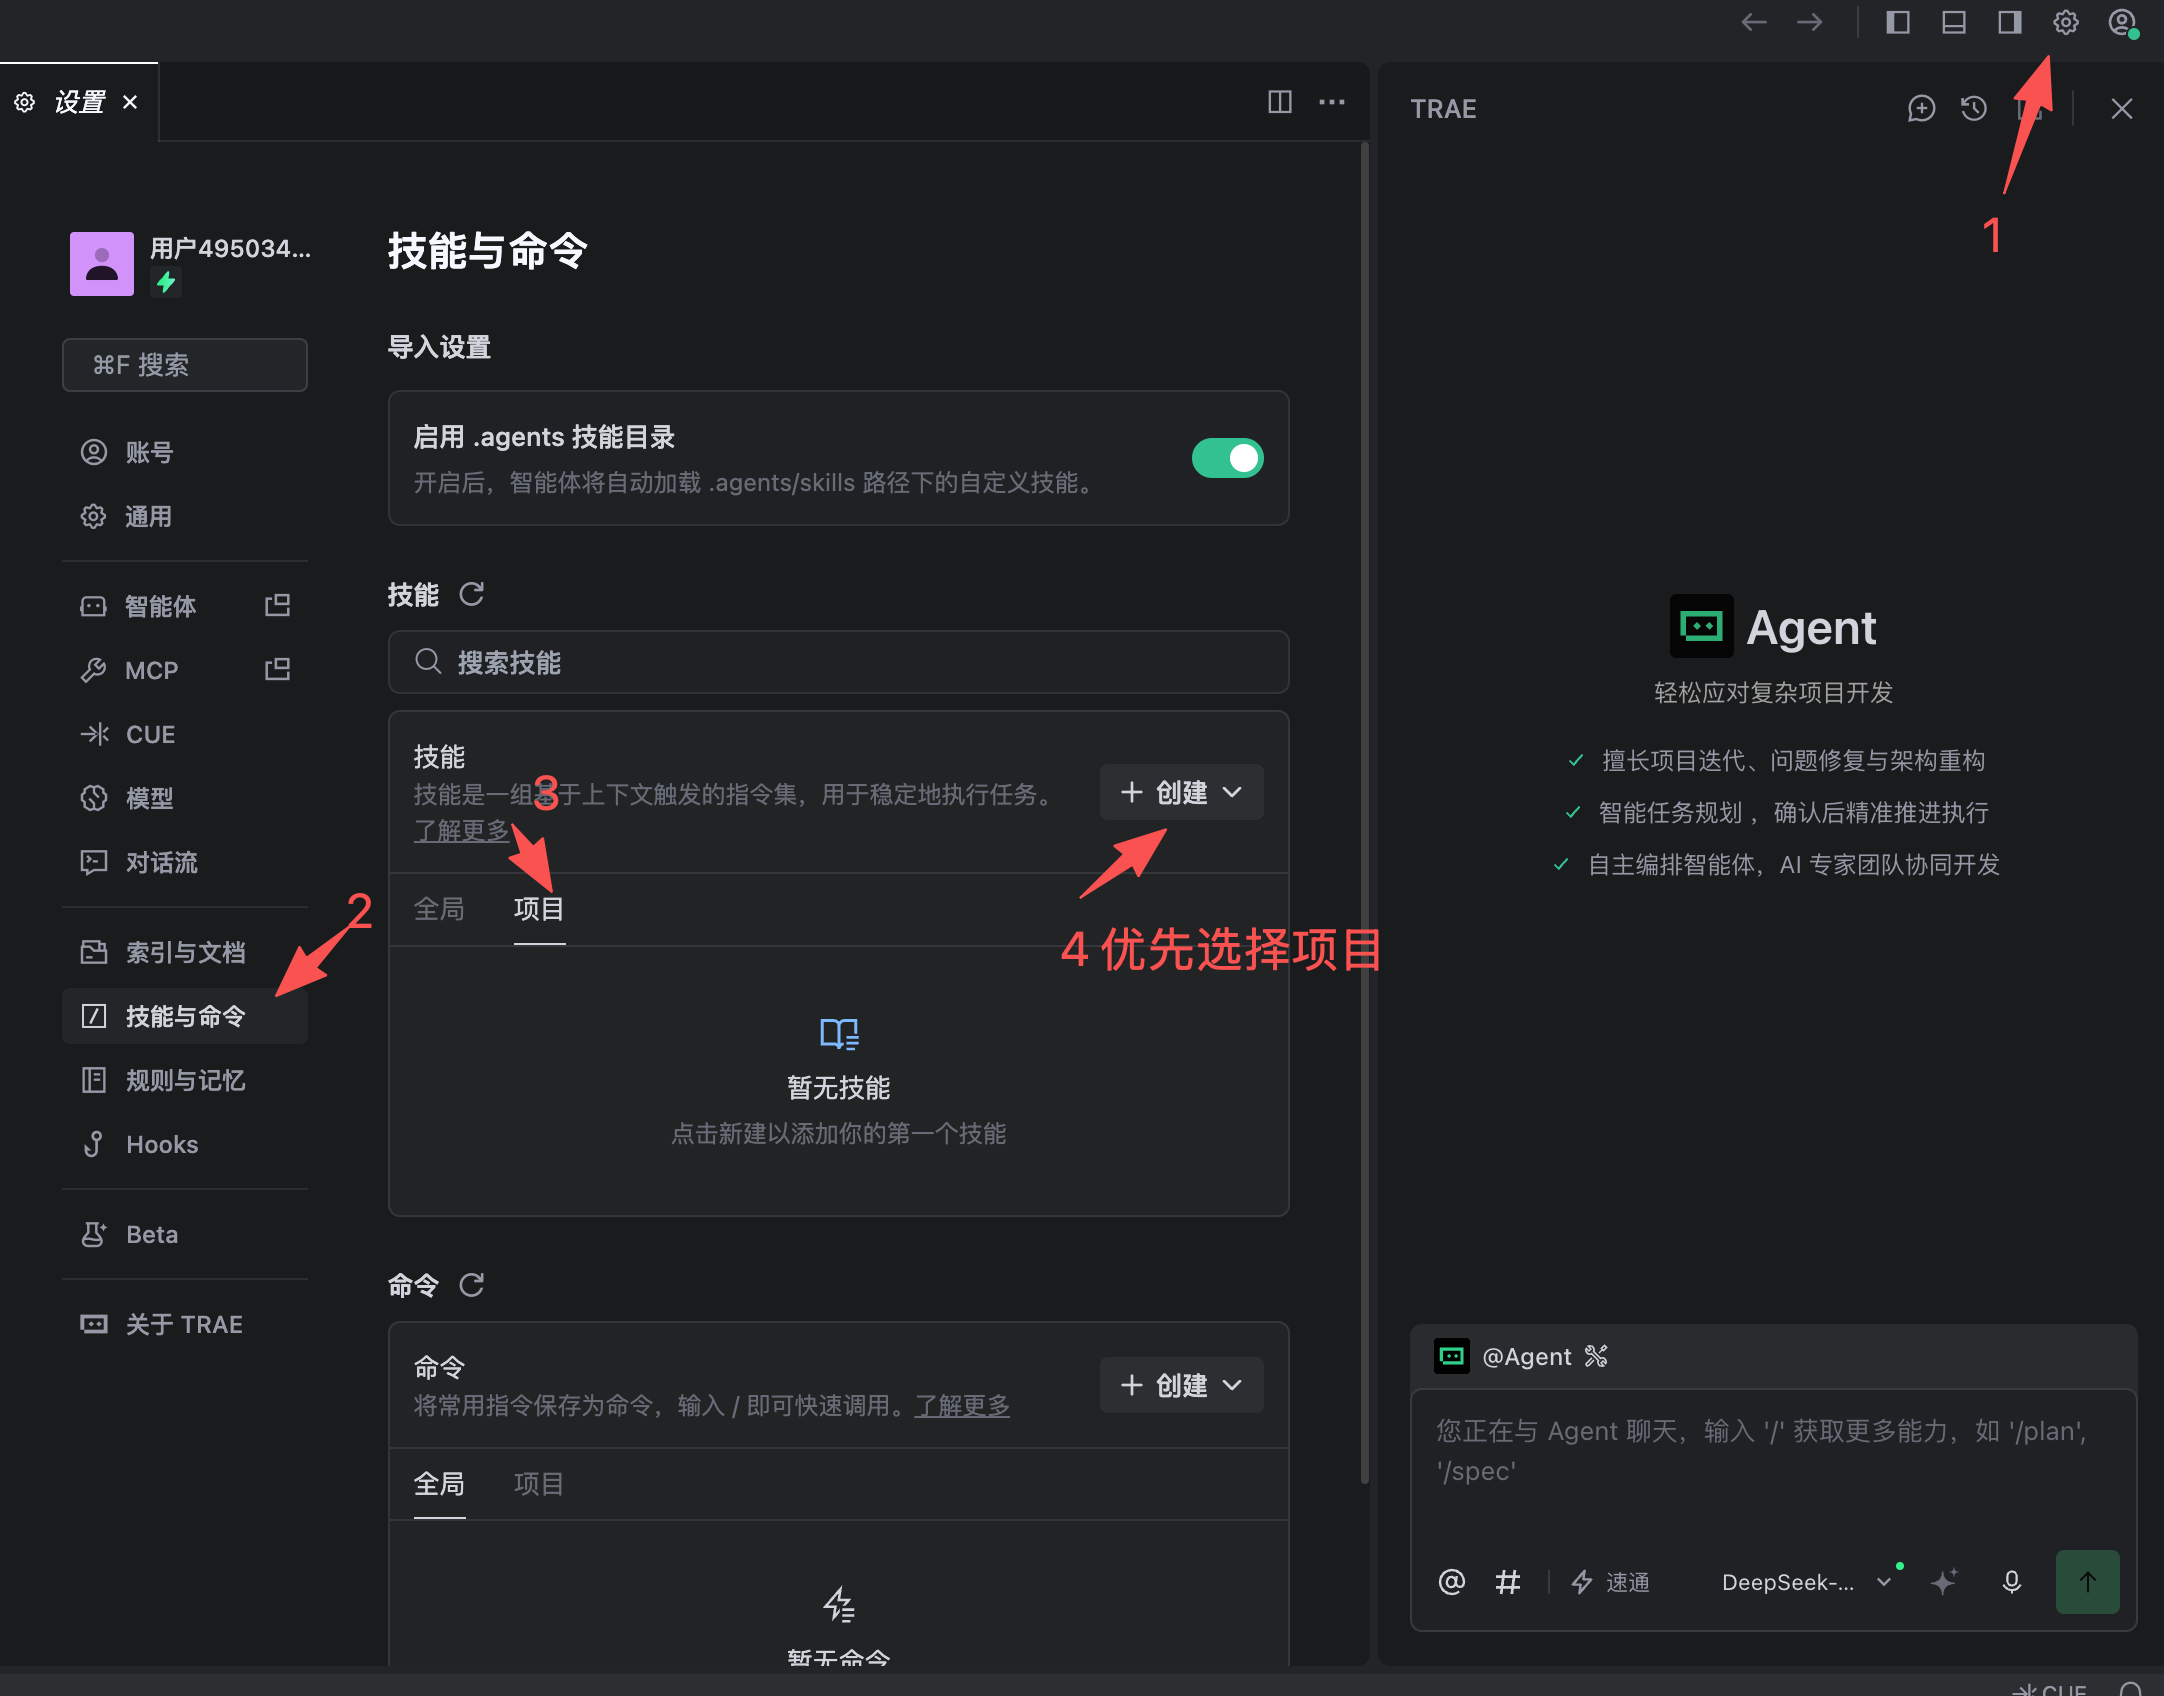 设置
TRAE
1
用户495034...
⌘F 搜索
账号
通用
智能体
MCP
CUE
模型
对话流
2
索引与文档
技能与命令
规则与记忆
Hooks
Beta
关于 TRAE
技能与命令
导入设置
启用 .agents 技能目录
开启后，智能体将自动加载 .agents/skills 路径下的自定义技能。
技能
搜索技能
技能
3
技能是一组基于上下文触发的指令集，用于稳定地执行任务。
了解更多
创建
全局 项目
4 优先选择项目
暂无技能
点击新建以添加你的第一个技能
命令
命令
将常用指令保存为命令，输入 / 即可快速调用。了解更多
创建
全局 项目
暂无命令
Agent
轻松应对复杂项目开发
擅长项目迭代、问题修复与架构重构
智能任务规划，确认后精准推进执行
自主编排智能体，AI 专家团队协同开发
@Agent
您正在与 Agent 聊天，输入 '/' 获取更多能力，如 '/plan',
'/spec'
@ # 速通 DeepSeek-...
CUE